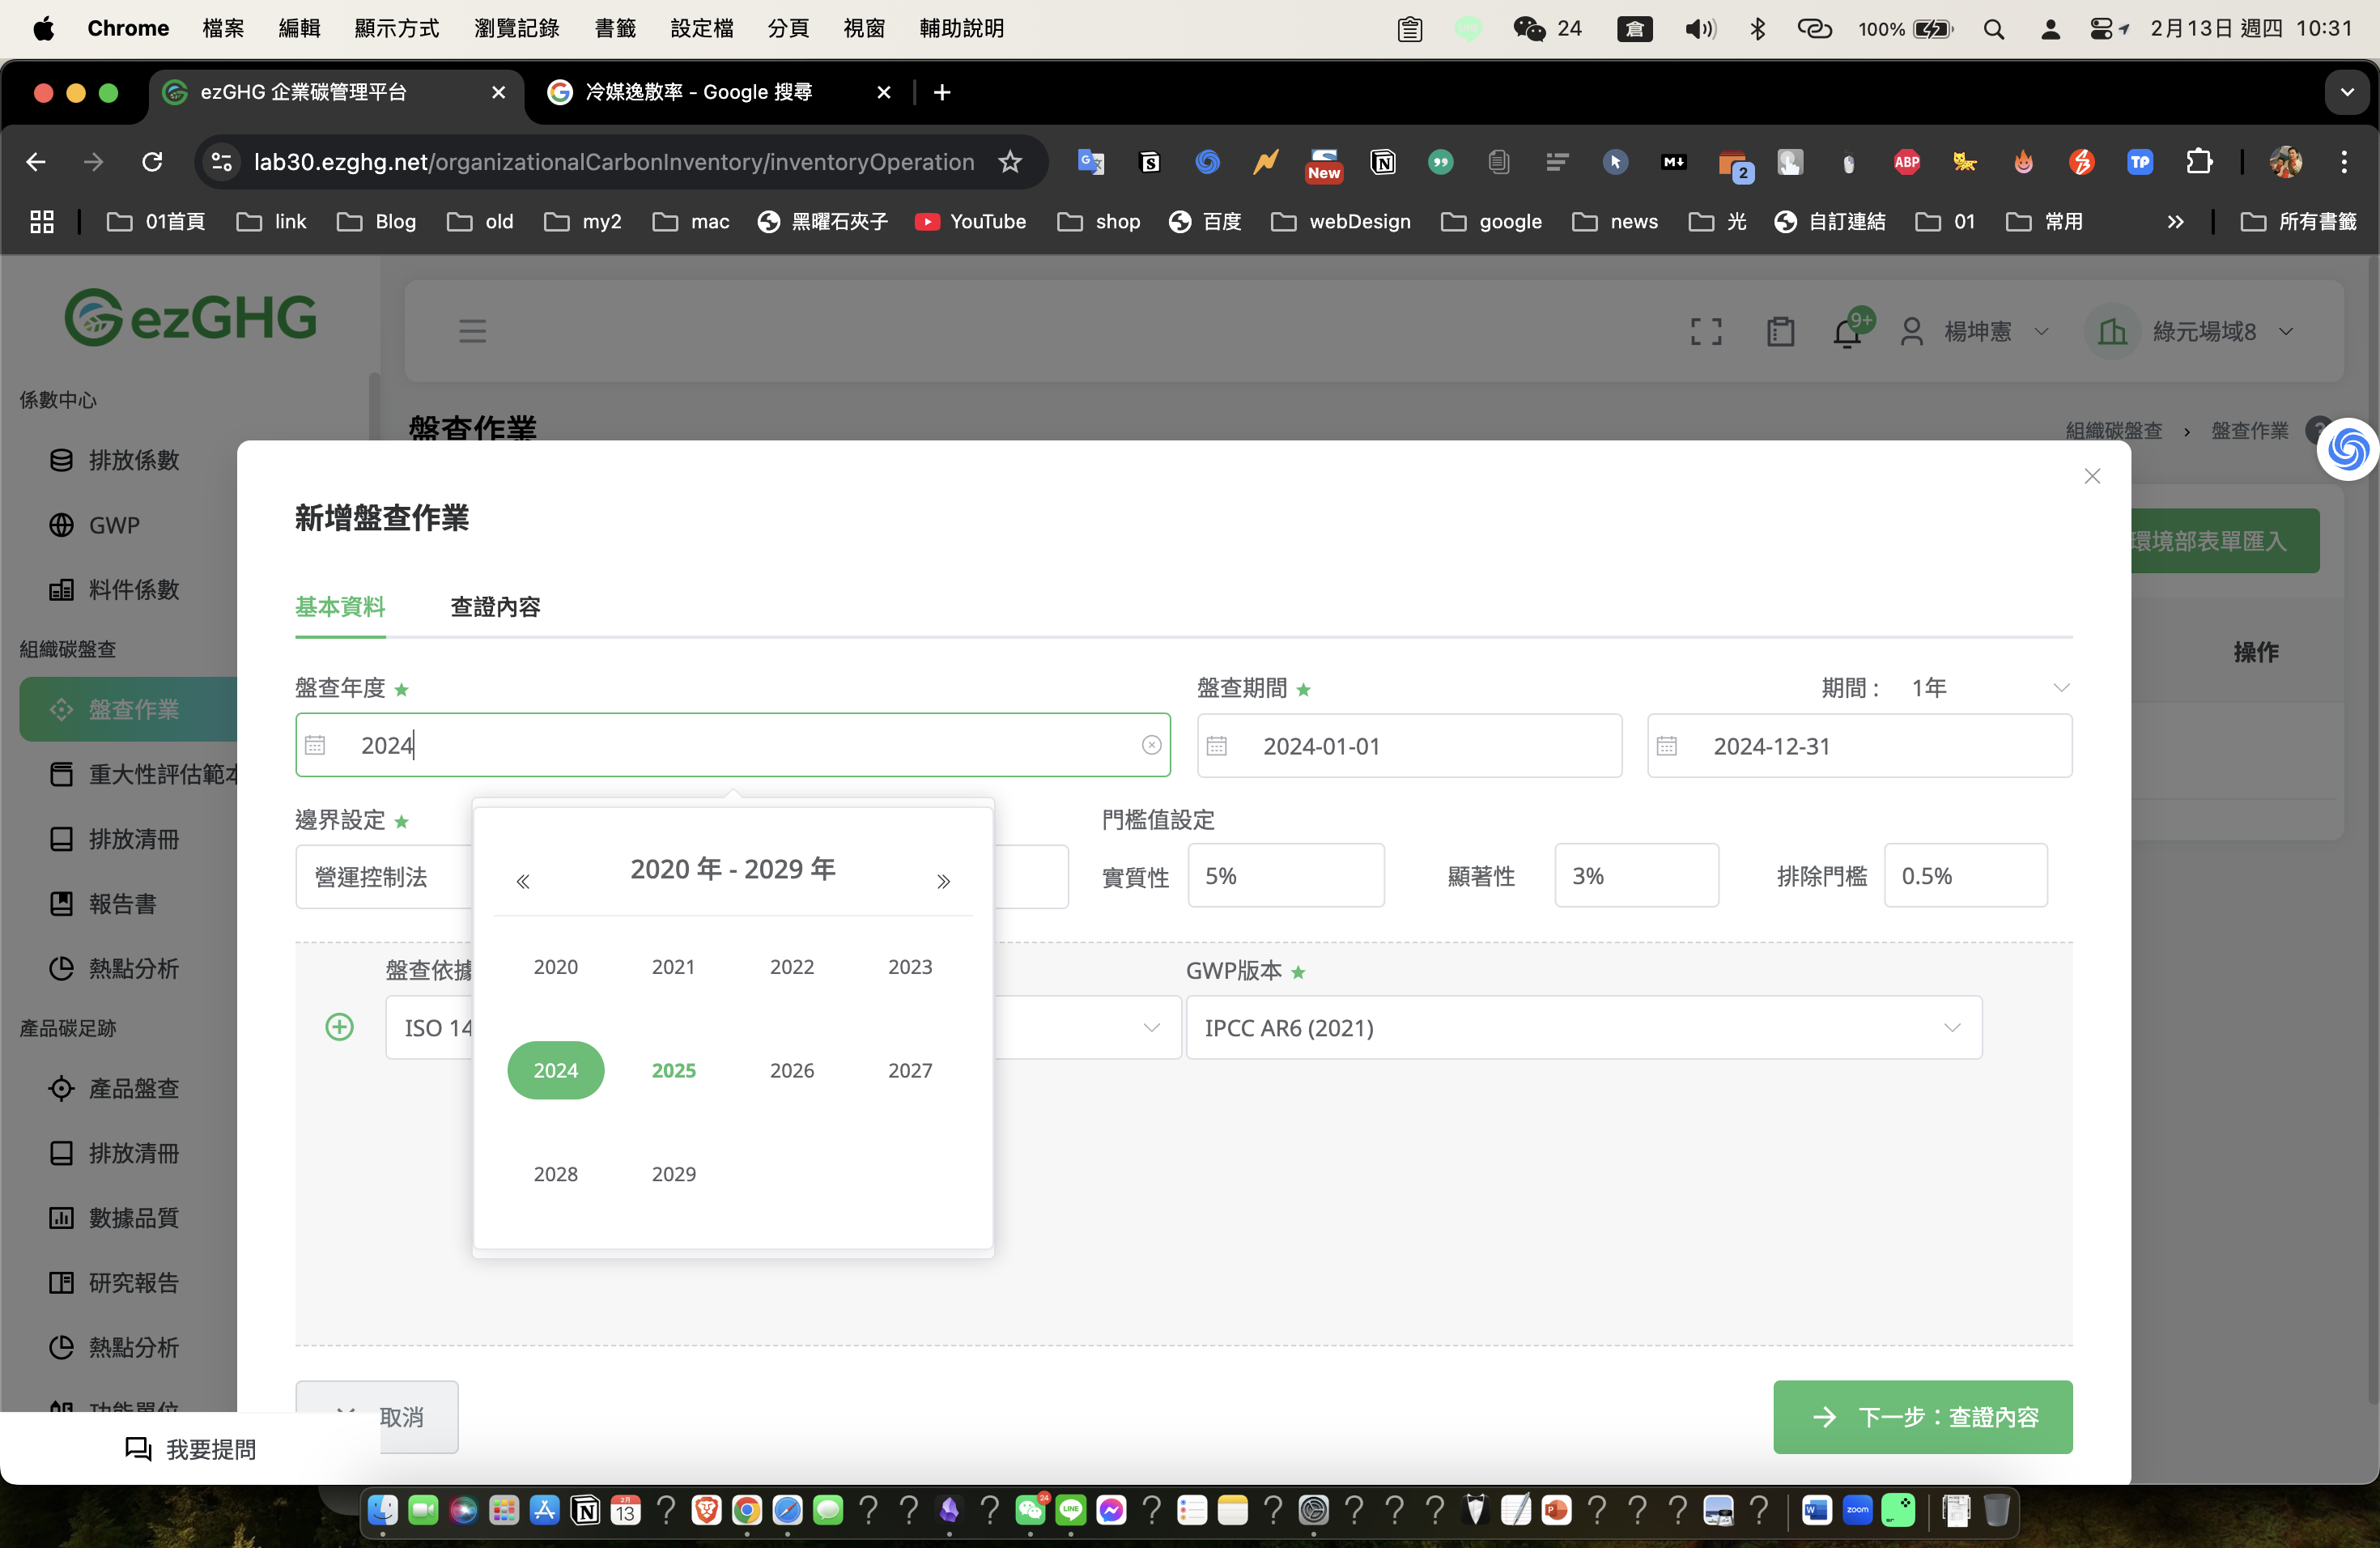 Chrome 檔案 編輯 顯示方式 瀏覽記錄 書籤 設定檔 分頁 視窗 輔助說明 24 倉 100% 2月13日 週四 10:31
ezGHG 企業碳管理平台 冷媒逸散率 - Google 搜尋
lab30.ezghg.net/organizationalCarbonInventory/inventoryOperation New ABP 2 TP
01首頁 link Blog old my2 mac 黑曜石夾子 YouTube shop 百度 webDesign google news 光 自訂連結 01 常用 所有書籤
ezGHG
9+ 楊坤憲 綠元場域8
係數中心
盤查作業
組織碳盤查 › 盤查作業
排放係數
GWP
料件係數
組織碳盤查
盤查作業
重大性評估範本
排放清冊
報告書
熱點分析
產品碳足跡
產品盤查
排放清冊
數據品質
研究報告
熱點分析
功能單位
我要提問
環境部表單匯入
操作
新增盤查作業
基本資料 查證內容
盤查年度
2024
盤查期間 期間: 1年
2024-01-01 2024-12-31
邊界設定
營運控制法
門檻值設定
實質性 5% 顯著性 3% 排除門檻 0.5%
盤查依據
ISO 14
GWP版本
IPCC AR6 (2021)
2020 年 - 2029 年
2020 2021 2022 2023
2024 2025 2026 2027
2028 2029
取消
下一步：查證內容
2月
13
24
LINE
zoom